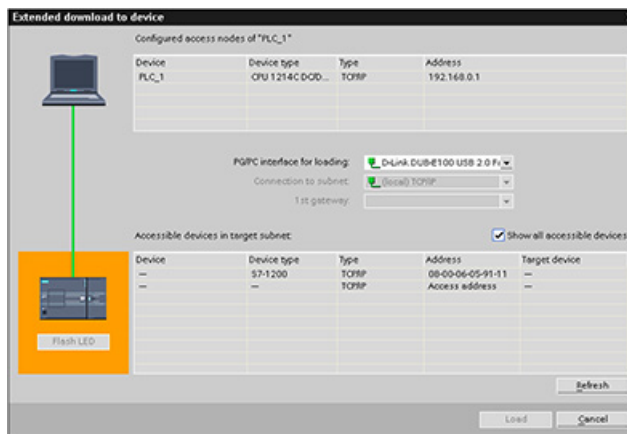 Extended download to device
Configured access nodes of "PLC_1"
Device Device type Type Address
PLC_1 CPU 1214C DC/D... TCP/IP 192.168.0.1
PG/PC interface for loading: D-Link DUB-E100 USB 2.0 Fa
Connection to subnet: (local) TCP/IP
1st gateway:
Accessible devices in target subnet: Show all accessible devices
Device Device type Type Address Target device
— S7-1200 TCP/IP 08-00-06-05-91-11 —
— — TCP/IP Access address —
Flash LED
Refresh
Load Cancel